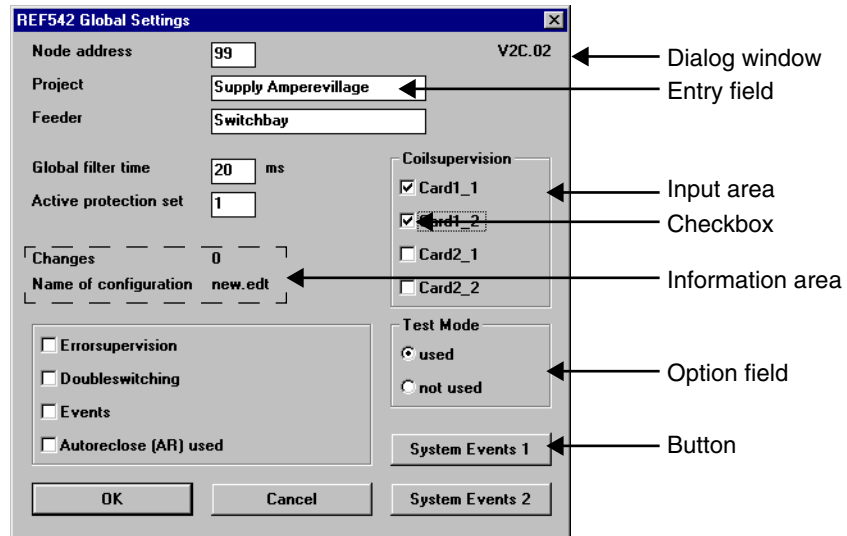 REF542 Global Settings
Node address 99 V2C.02
Project Supply Amperevillage
Feeder Switchbay
Global filter time 20 ms
Active protection set 1
Changes 0
Name of configuration new.edt
Coilsupervision
Card1_1
Card1_2
Card2_1
Card2_2
Errorsupervision
Doubleswitching
Events
Autoreclose (AR) used
Test Mode
used
not used
System Events 1
OK Cancel System Events 2
Dialog window
Entry field
Input area
Checkbox
Information area
Option field
Button